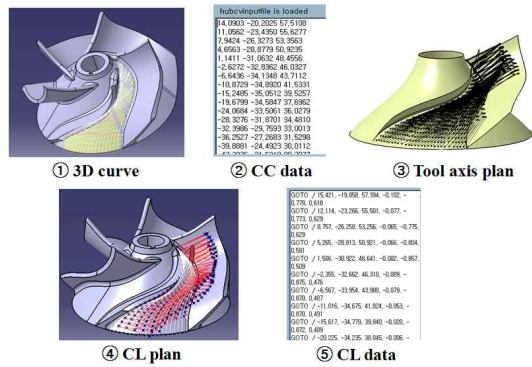 hubcvinputfile is loaded
14,0903 -20,2025 57,5108
11,0562 -23,4350 55,6277
7,9424 -26,3273 53,3563
4,6563 -28,8779 50,9235
1,1411 -31,0632 48,4556
-2,6272 -32,8362 46,0327
-6,6436 -34,1348 43,7112
-10,8729 -34,8920 41,5331
-15,2485 -35,0512 39,5257
-19,6799 -34,5847 37,6962
-24,0684 -33,5061 36,0279
-28,3276 -31,8701 34,4810
-32,3986 -29,7593 33,0013
-36,2527 -27,2683 31,5298
-39,8881 -24,4923 30,0112
① 3D curve
② CC data
③ Tool axis plan
GOTO / 15,421, -19,858, 57,394, -0,102, -
0,779, 0,618
GOTO / 12,114, -23,266, 55,501, -0,077, -
0,773, 0,629
GOTO / 8,757, -26,258, 53,256, -0,065, -0,775,
0,629
GOTO / 5,265, -28,813, 50,921, -0,066, -0,804,
0,591
GOTO / 1,586, -30,922, 48,641, -0,082, -0,857,
0,509
GOTO / -2,355, -32,662, 46,310, -0,089, -
0,875, 0,476
GOTO / -6,567, -33,954, 43,988, -0,079, -
0,870, 0,487
GOTO / -11,016, -34,675, 41,824, -0,053, -
0,870, 0,491
GOTO / -15,617, -34,779, 39,840, -0,020, -
0,872, 0,489
GOTO / -20,225, -34,235, 38,045, -0,006, -
④ CL plan
⑤ CL data